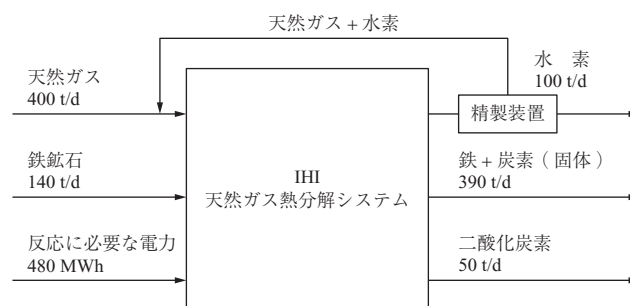 天然ガス + 水素
天然ガス
400 t/d
水　素
100 t/d
精製装置
鉄鉱石
140 t/d
IHI
天然ガス熱分解システム
鉄 + 炭素 ( 固体 )
390 t/d
反応に必要な電力
480 MWh
二酸化炭素
50 t/d